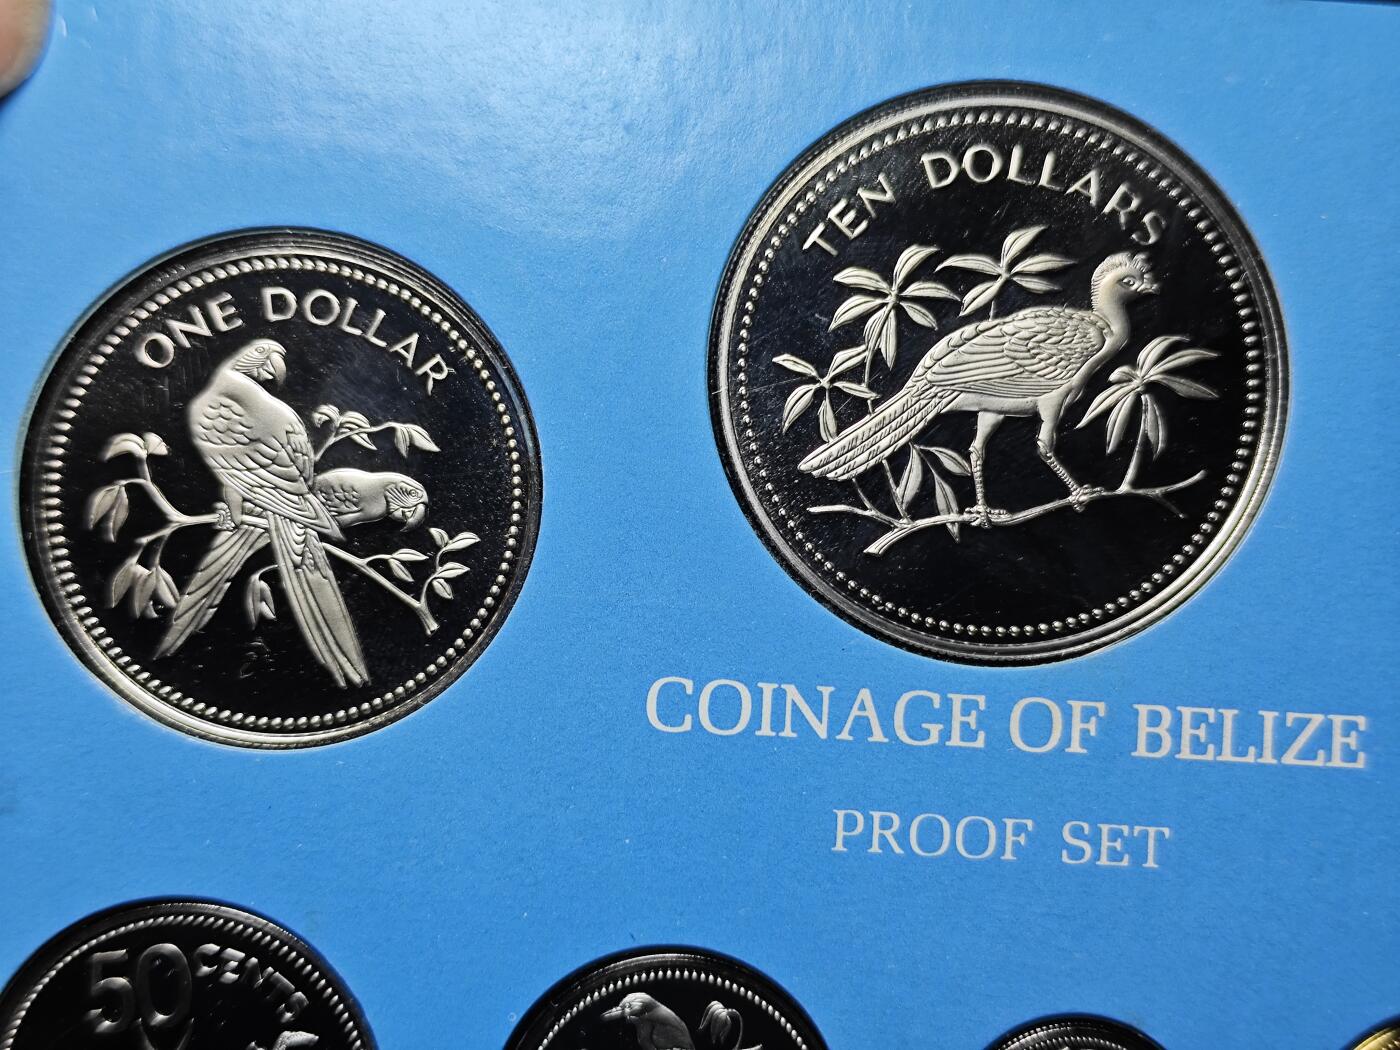 TEN DOLLARS
ONE DOLLAR
COINAGE OF BELIZE
PROOF SET
50 CENTS